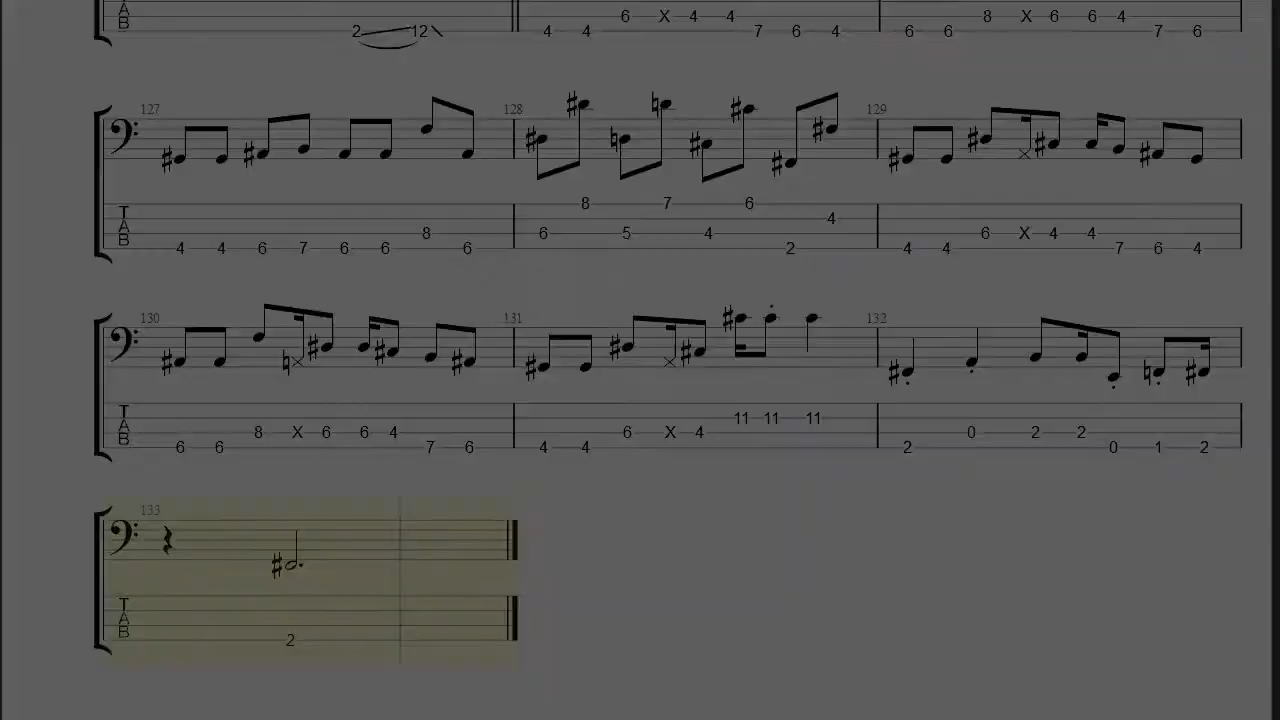 6 X 4 4 8 X 6 6 4
2 12 4 4 7 6 4 6 6 7 6
127 128 129
T 8 7 6
A 4
B 6 5 4 8 6 X 4 4
4 4 6 7 6 6 6 2 4 4 7 6 4
130 131 132
T
A 11 11 11
B 8 X 6 6 4 6 X 4 0 2 2
6 6 7 6 4 4 2 0 1 2
133
T
A
B
2